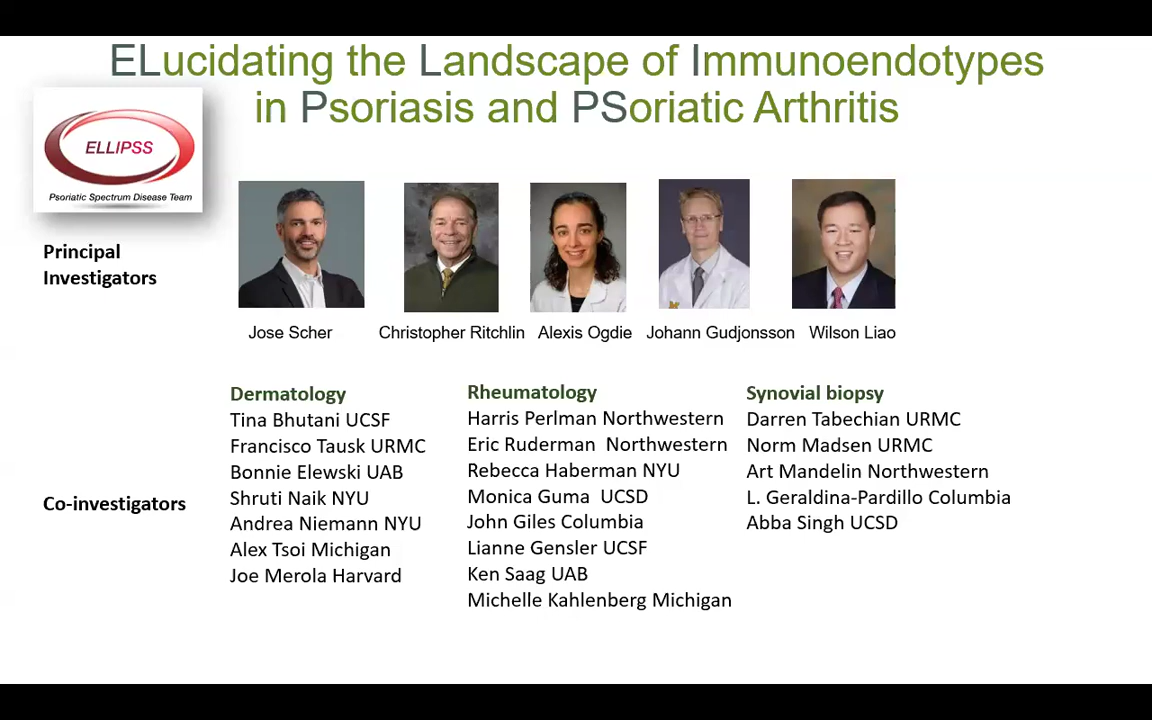 ELucidating the Landscape of Immunoendotypes
in Psoriasis and PSoriatic Arthritis
ELLIPSS
Psoriatic Spectrum Disease Team
Principal
Investigators
Jose Scher
Christopher Ritchlin
Alexis Ogdie
Johann Gudjonsson
Wilson Liao
Co-investigators
Dermatology
Tina Bhutani UCSF
Francisco Tausk URMC
Bonnie Elewski UAB
Shruti Naik NYU
Andrea Niemann NYU
Alex Tsoi Michigan
Joe Merola Harvard
Rheumatology
Harris Perlman Northwestern
Eric Ruderman  Northwestern
Rebecca Haberman NYU
Monica Guma  UCSD
John Giles Columbia
Lianne Gensler UCSF
Ken Saag UAB
Michelle Kahlenberg Michigan
Synovial biopsy
Darren Tabechian URMC
Norm Madsen URMC
Art Mandelin Northwestern
L. Geraldina-Pardillo Columbia
Abba Singh UCSD